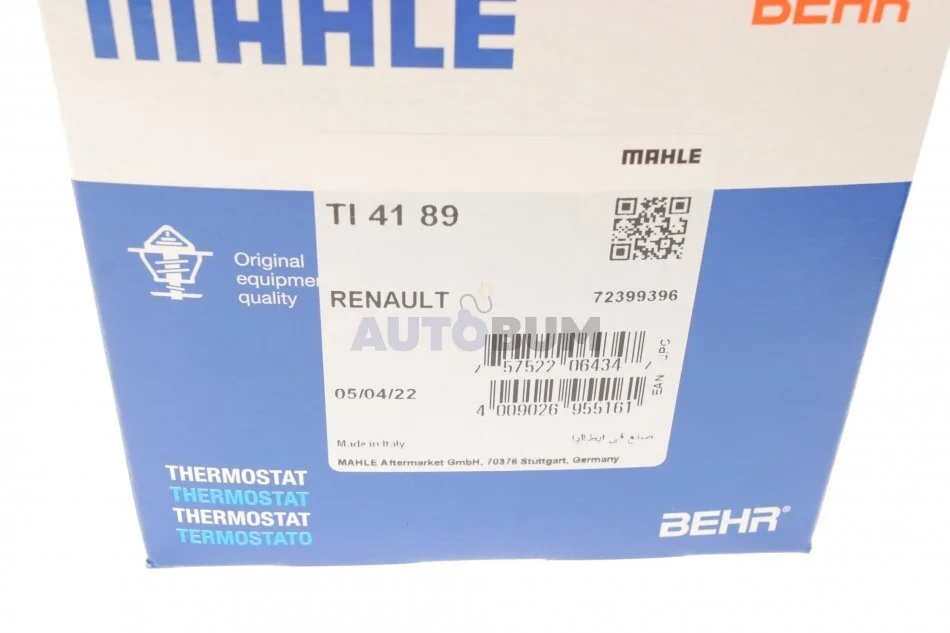 MAHLE
BEHR
MAHLE
TI 41 89
Original
equipmen
quality
RENAULT
72399396
AUTOBUM
UPC
7 57522 06434 7
05/04/22
EAN
4 009026 955161
Made in Italy
صنع في ايطاليا
MAHLE Aftermarket GmbH, 70376 Stuttgart, Germany
THERMOSTAT
THERMOSTAT
THERMOSTAT
TERMOSTATO
BEHR®